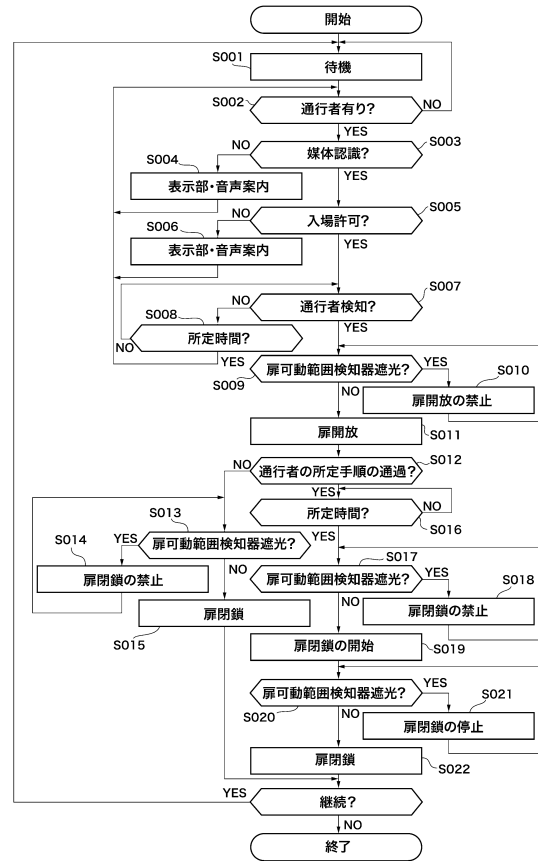 開始
S001
待機
S002
通行者有り?
NO
YES
S003
媒体認識?
NO
YES
S004
表示部・音声案内
S005
入場許可?
NO
YES
S006
表示部・音声案内
S007
通行者検知?
NO
YES
S008
所定時間?
NO
YES
S009
扉可動範囲検知器遮光?
YES
NO
S010
扉開放の禁止
扉開放
S011
S012
通行者の所定手順の通過?
NO
YES
所定時間?
NO
S016
YES
S013
扉可動範囲検知器遮光?
YES
NO
S014
扉閉鎖の禁止
扉閉鎖
S015
S017
扉可動範囲検知器遮光?
YES
NO
S018
扉閉鎖の禁止
扉閉鎖の開始
S019
扉可動範囲検知器遮光?
YES
S020
NO
S021
扉閉鎖の停止
扉閉鎖
S022
継続?
YES
NO
終了